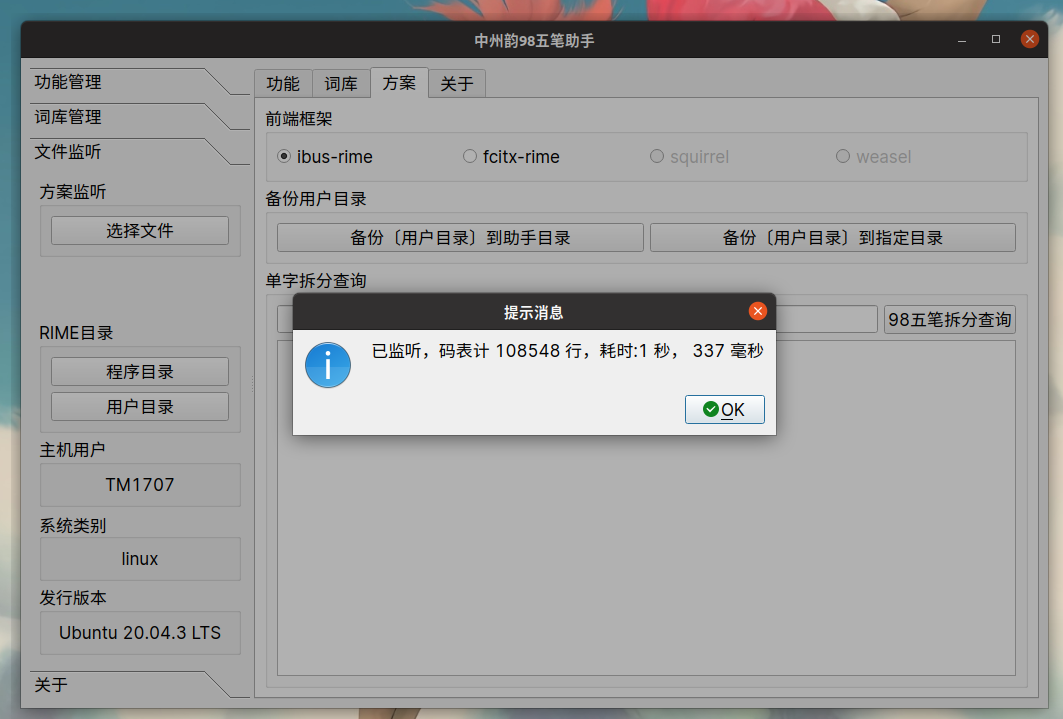 中州韵98五笔助手
功能管理
词库管理
文件监听
方案监听
选择文件
RIME目录
程序目录
用户目录
主机用户
TM1707
系统类别
linux
发行版本
Ubuntu 20.04.3 LTS
关于
功能 词库 方案 关于
前端框架
ibus-rime fcitx-rime squirrel weasel
备份用户目录
备份〔用户目录〕到助手目录 备份〔用户目录〕到指定目录
单字拆分查询
98五笔拆分查询
提示消息
已监听，码表计 108548 行，耗时:1 秒， 337 毫秒
OK